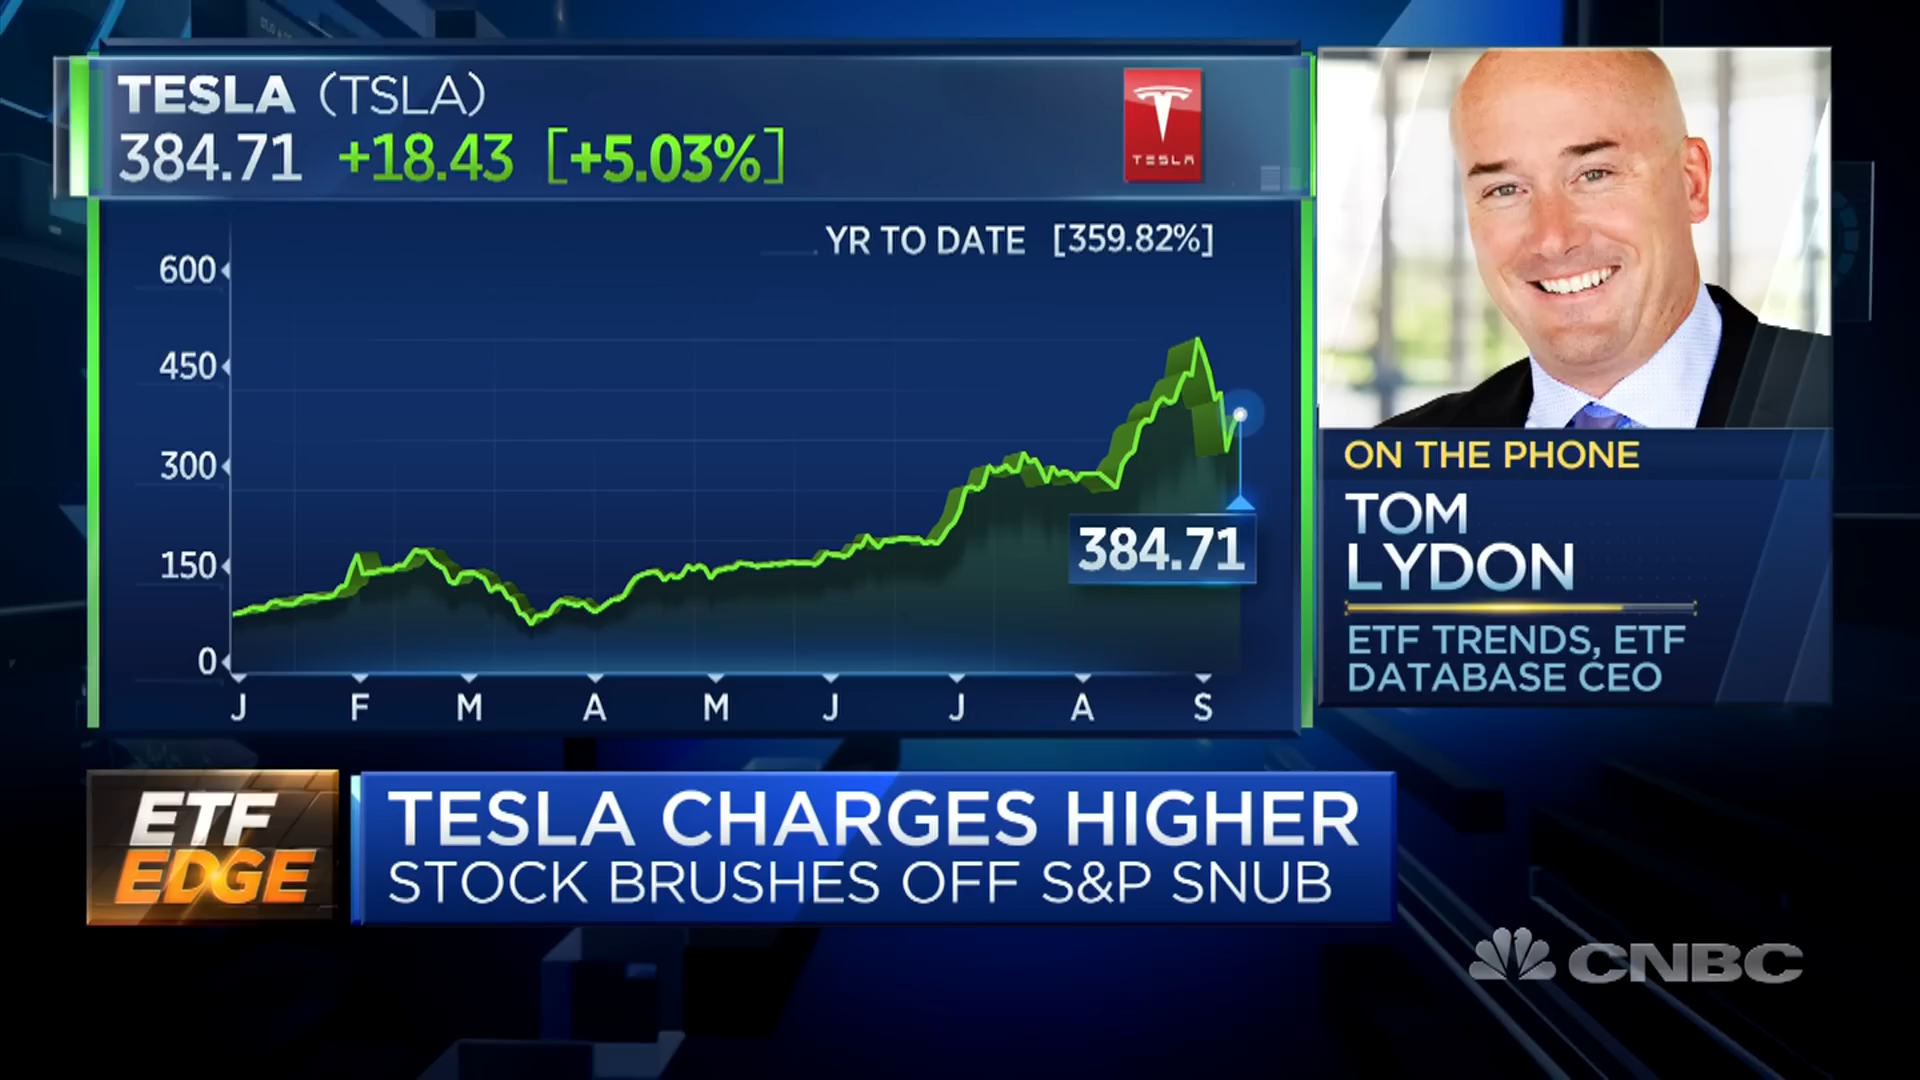 TESLA (TSLA)
384.71 +18.43 [+5.03%]
TESLA
YR TO DATE [359.82%]
600
450
300
150
0
384.71
J F M A M J J A S
ON THE PHONE
TOM
LYDON
ETF TRENDS, ETF
DATABASE CEO
ETF
EDGE
TESLA CHARGES HIGHER
STOCK BRUSHES OFF S&P SNUB
CNBC